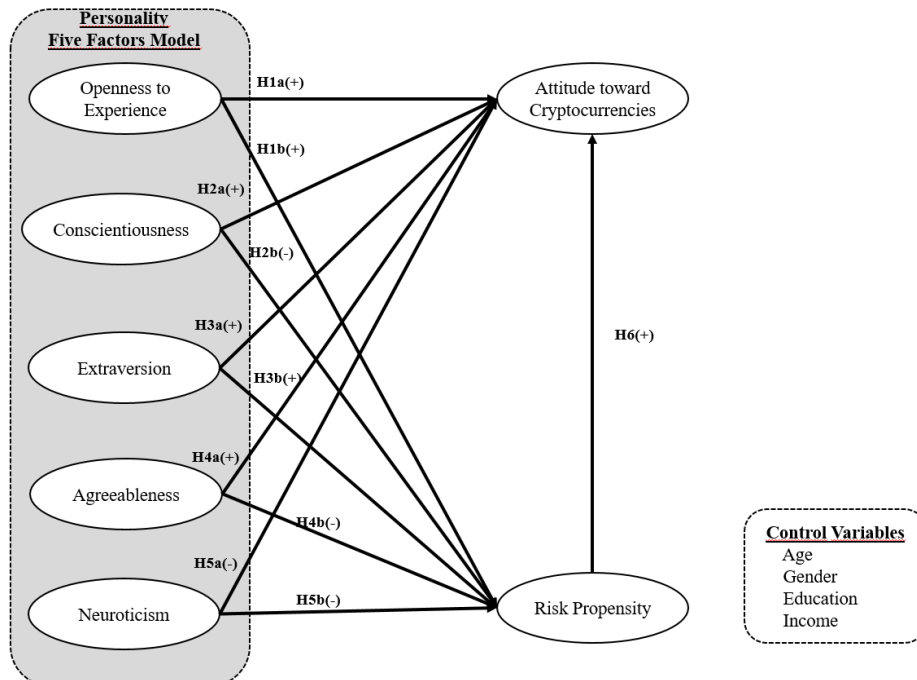 Personality
Five Factors Model
Openness to
Experience
H1a(+)
Attitude toward
Cryptocurrencies
H1b(+)
H2a(+)
Conscientiousness
H2b(-)
H3a(+)
H6(+)
Extraversion
H3b(+)
H4a(+)
Agreeableness
H4b(-)
H5a(-)
H5b(-)
Neuroticism
Risk Propensity
Control Variables
Age
Gender
Education
Income